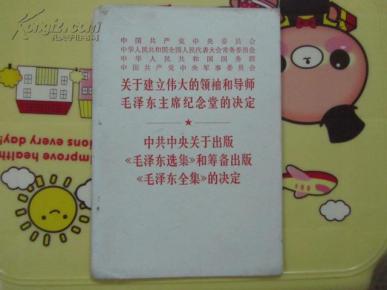 中国共产党中央委员会
中华人民共和国全国人民代表大会常务委员会
中华人民共和国国务院
中国共产党中央军事委员会
关于建立伟大的领袖和导师
毛泽东主席纪念堂的决定
中共中央关于出版
《毛泽东选集》和筹备出版
《毛泽东全集》的决定
improve health